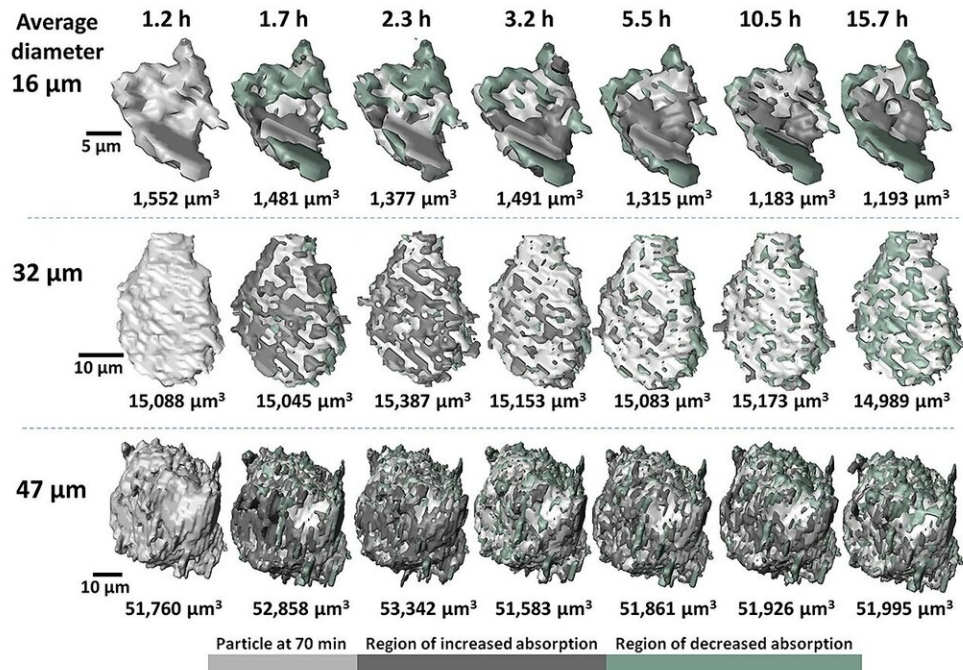 Average diameter
1.2 h 1.7 h 2.3 h 3.2 h 5.5 h 10.5 h 15.7 h
16 μm
5 μm
1,552 μm³ 1,481 μm³ 1,377 μm³ 1,491 μm³ 1,315 μm³ 1,183 μm³ 1,193 μm³
32 μm
10 μm
15,088 μm³ 15,045 μm³ 15,387 μm³ 15,153 μm³ 15,083 μm³ 15,173 μm³ 14,989 μm³
47 μm
10 μm
51,760 μm³ 52,858 μm³ 53,342 μm³ 51,583 μm³ 51,861 μm³ 51,926 μm³ 51,995 μm³
Particle at 70 min Region of increased absorption Region of decreased absorption